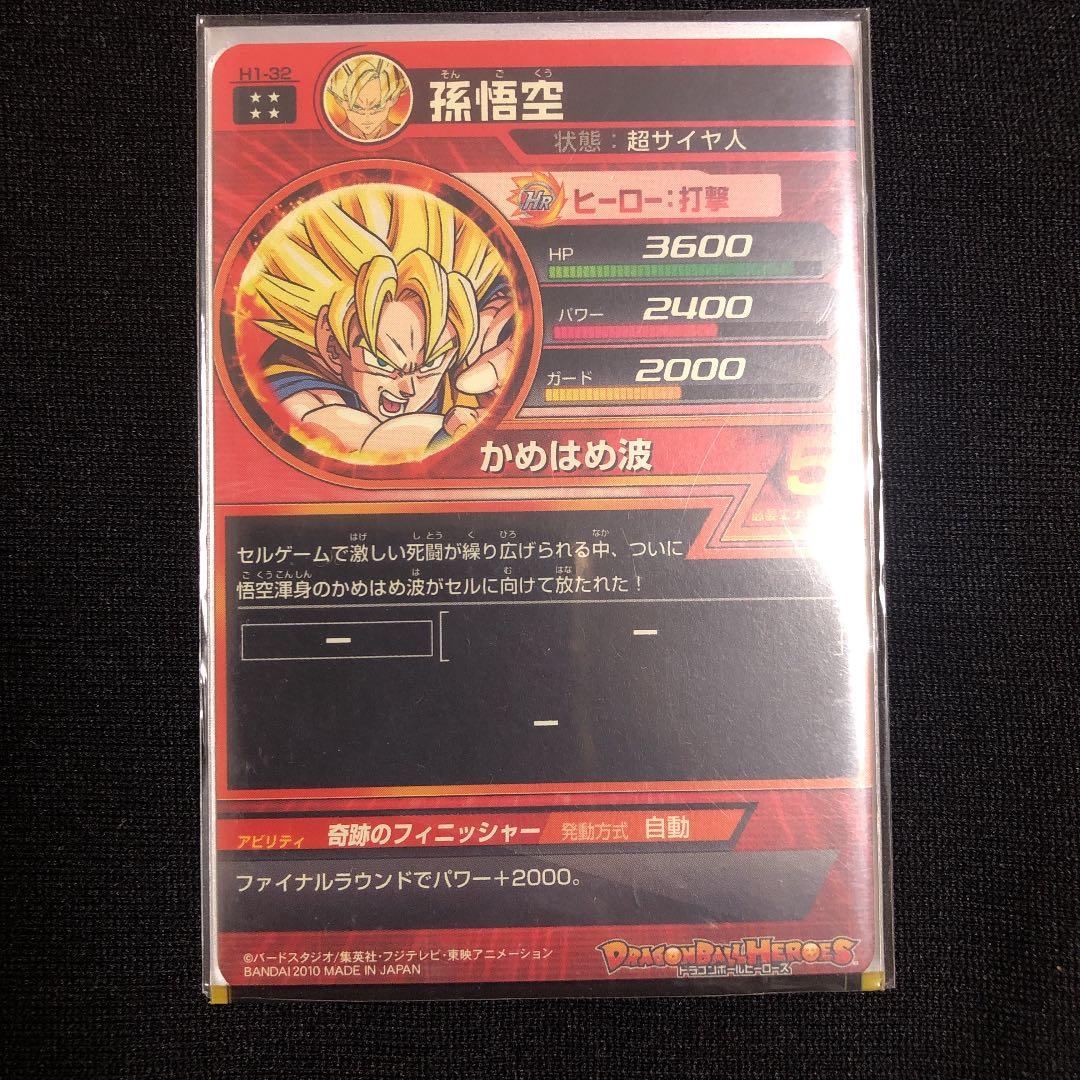 H1-32
そん ご くう
孫悟空
状態：超サイヤ人
HR ヒーロー：打撃
HP 3600
パワー 2400
ガード 2000
かめはめ波
5
はげ し とう く ひろ なか
セルゲームで激しい死闘が繰り広げられる中、ついに
ご くうこんしん は む はな
悟空渾身のかめはめ波がセルに向けて放たれた！
ー
ー
ー
アビリティ 奇跡のフィニッシャー 発動方式 自動
ファイナルラウンドでパワー＋2000。
©バードスタジオ/集英社・フジテレビ・東映アニメーション
BANDAI 2010 MADE IN JAPAN
DRAGONBALL HEROES
ドラゴンボールヒーローズ